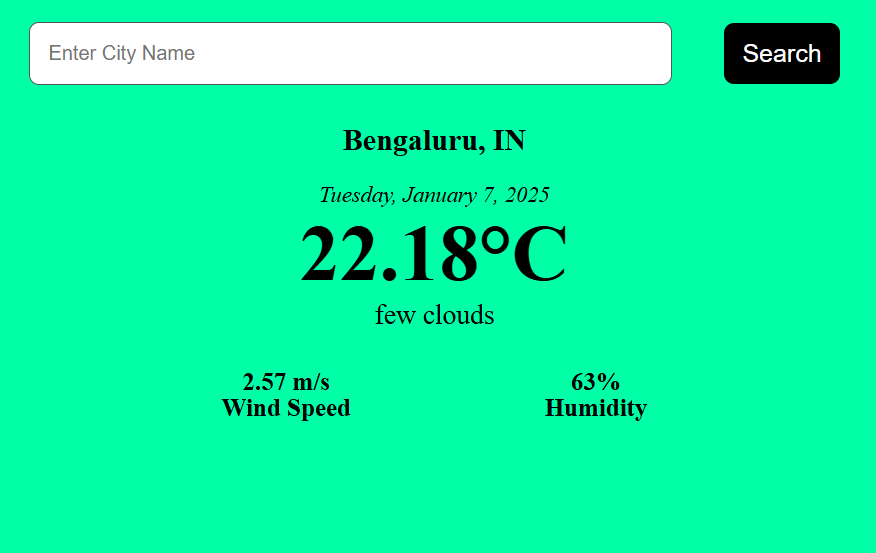 Enter City Name
Search
Bengaluru, IN
Tuesday, January 7, 2025
22.18°C
few clouds
2.57 m/s
Wind Speed
63%
Humidity